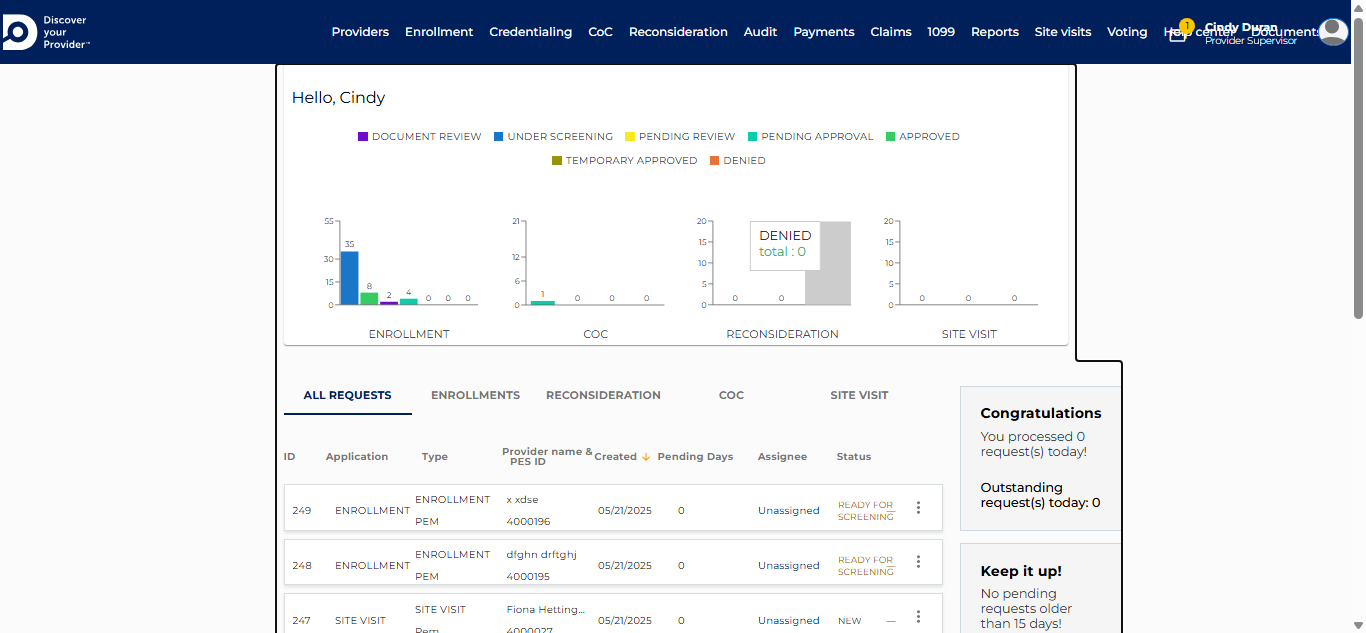 Discover
your
Provider™
Providers Enrollment Credentialing CoC Reconsideration Audit Payments Claims 1099 Reports Site visits Voting Help center Documents
1
Cindy Duran
Provider Supervisor
Hello, Cindy
DOCUMENT REVIEW UNDER SCREENING PENDING REVIEW PENDING APPROVAL APPROVED
TEMPORARY APPROVED DENIED
55
30
15
0
35
8
2
4
0
0
0
ENROLLMENT
21
12
6
0
1
0
0
0
COC
20
15
10
5
0
0
0
DENIED
total : 0
RECONSIDERATION
20
15
10
5
0
0
0
0
SITE VISIT
ALL REQUESTS ENROLLMENTS RECONSIDERATION COC SITE VISIT
ID Application Type Provider name & PES ID Created Pending Days Assignee Status
249 ENROLLMENT ENROLLMENT PEM x xdse 4000196 05/21/2025 0 Unassigned READY FOR SCREENING
248 ENROLLMENT ENROLLMENT PEM dfghn drftghj 4000195 05/21/2025 0 Unassigned READY FOR SCREENING
247 SITE VISIT SITE VISIT Pem Fiona Hetting... 4000027 05/21/2025 0 Unassigned NEW —
Congratulations
You processed 0
request(s) today!
Outstanding
request(s) today: 0
Keep it up!
No pending
requests older
than 15 days!